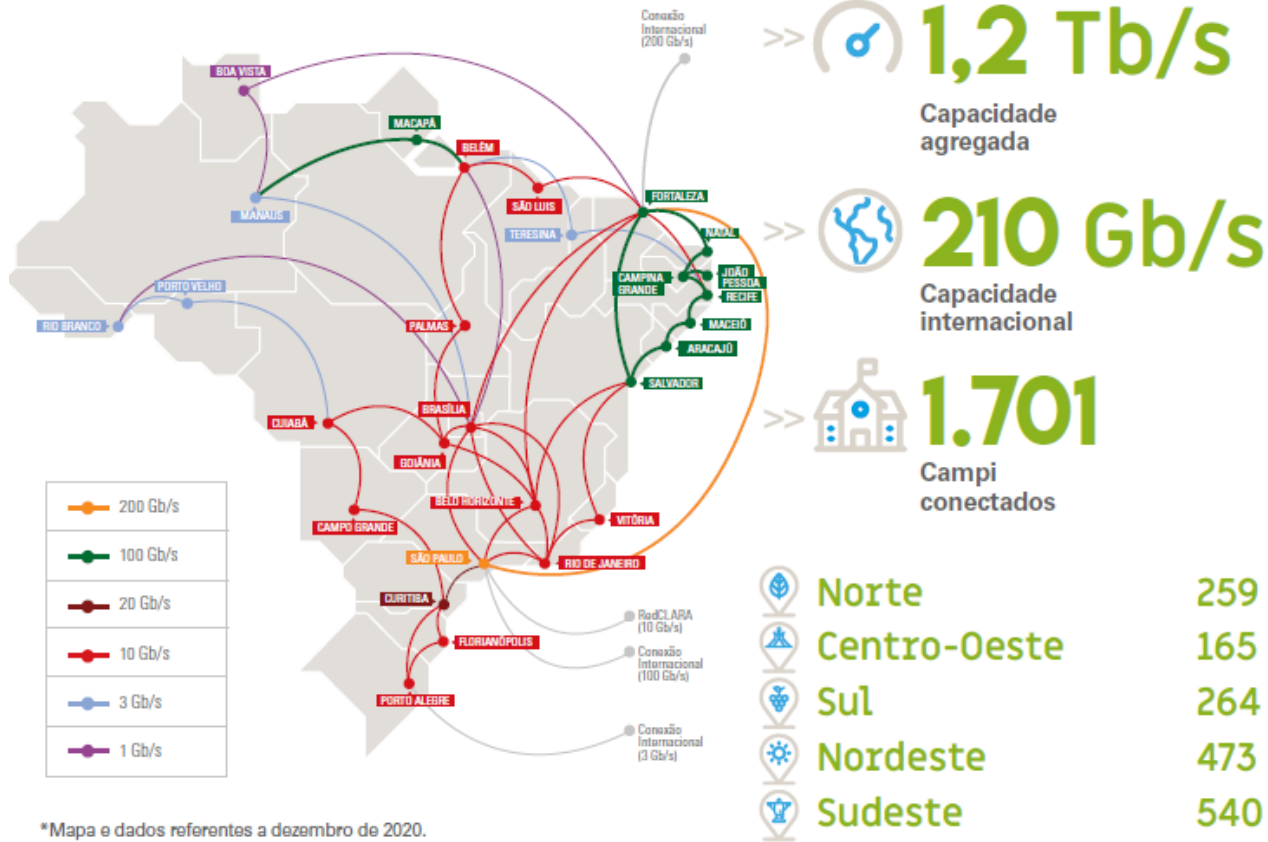 Conexão
Internacional
(200 Gb/s)
BOA VISTA
MACAPÁ
BELÉM
SÃO LUIS
FORTALEZA
MANAUS
TERESINA
NATAL
CAMPINA
GRANDE
JOÃO
PESSOA
RECIFE
PORTO VELHO
RIO BRANCO
PALMAS
MACEIÓ
ARACAJÚ
SALVADOR
BRASÍLIA
CUIABÁ
GOIÂNIA
BELO HORIZONTE
VITÓRIA
CAMPO GRANDE
SÃO PAULO
RIO DE JANEIRO
CURITIBA
FLORIANÓPOLIS
PORTO ALEGRE
RedCLARA
(10 Gb/s)
Conexão
Internacional
(100 Gb/s)
Conexão
Internacional
(3 Gb/s)
200 Gb/s
100 Gb/s
20 Gb/s
10 Gb/s
3 Gb/s
1 Gb/s
*Mapa e dados referentes a dezembro de 2020.
>> 1,2 Tb/s
Capacidade
agregada
>> 210 Gb/s
Capacidade
internacional
>> 1.701
Campi
conectados
Norte 259
Centro-Oeste 165
Sul 264
Nordeste 473
Sudeste 540